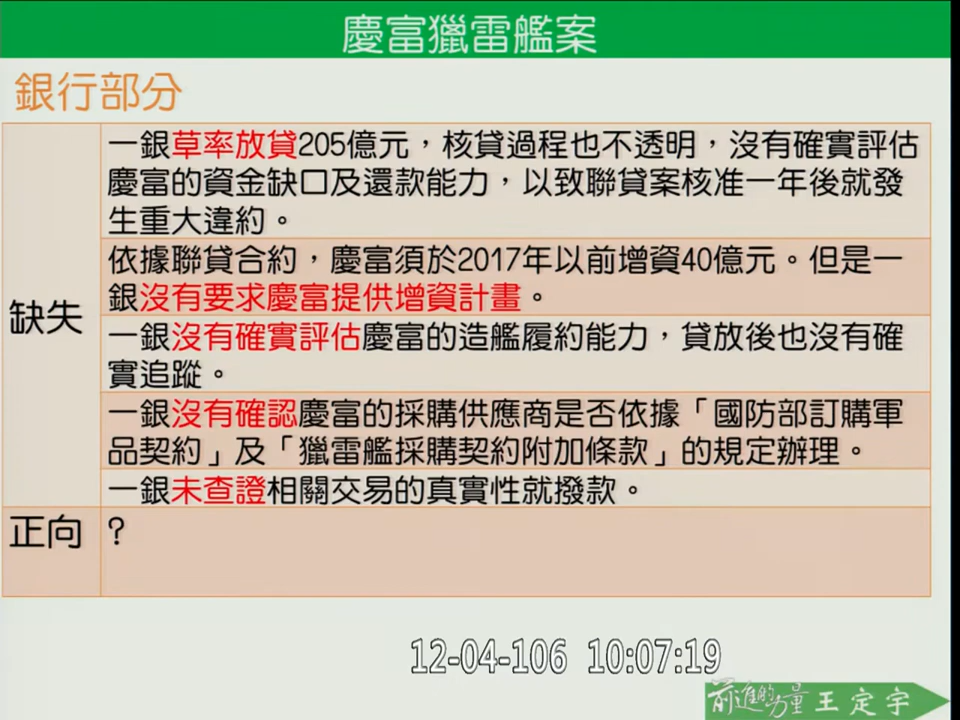 慶富獵雷艦案
銀行部分
缺失
一銀草率放貸205億元，核貸過程也不透明，沒有確實評估
慶富的資金缺口及還款能力，以致聯貸案核准一年後就發
生重大違約。
依據聯貸合約，慶富須於2017年以前增資40億元。但是一
銀沒有要求慶富提供增資計畫。
一銀沒有確實評估慶富的造艦履約能力，貸放後也沒有確
實追蹤。
一銀沒有確認慶富的採購供應商是否依據「國防部訂購軍
品契約」及「獵雷艦採購契約附加條款」的規定辦理。
一銀未查證相關交易的真實性就撥款。
正向
?
12-04-106 10:07:19
前進的力量 王定宇